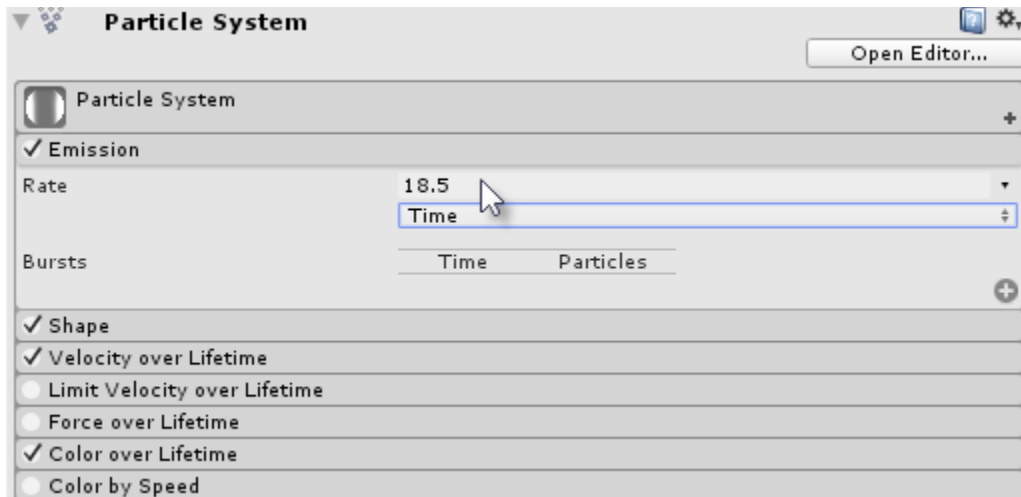 Particle System
Open Editor...
Particle System
Emission
Rate 18.5
Time
Bursts Time Particles
Shape
Velocity over Lifetime
Limit Velocity over Lifetime
Force over Lifetime
Color over Lifetime
Color by Speed